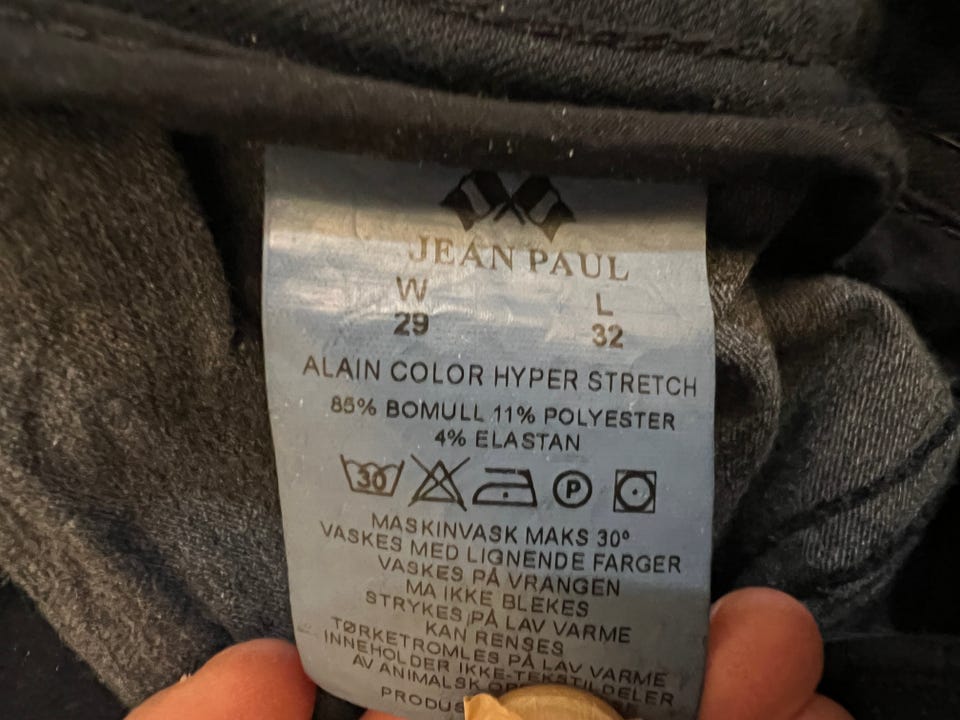 JEAN PAUL
W L
29 32
ALAIN COLOR HYPER STRETCH
85% BOMULL 11% POLYESTER
4% ELASTAN
30 P
MASKINVASK MAKS 30°
VASKES MED LIGNENDE FARGER
VASKES PÅ VRANGEN
MA IKKE BLEKES
STRYKES PÅ LAV VARME
KAN RENSES
TØRKETROMLES PÅ LAV VARME
INNEHOLDER IKKE-TEKSTILDELER
AV ANIMALSK